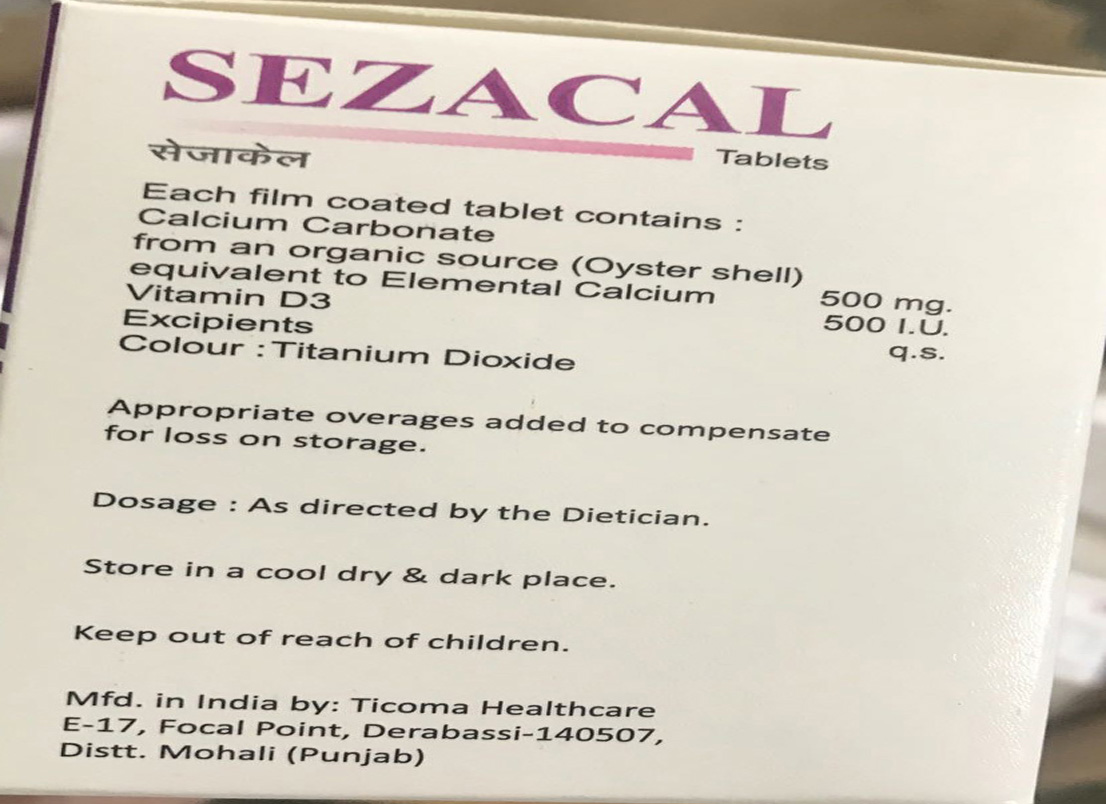 SEZACAL
Tablets
सेजाकेल
Each film coated tablet contains :
Calcium Carbonate
from an organic source (Oyster shell)
equivalent to Elemental Calcium 500 mg.
Vitamin D3 500 I.U.
Excipients q.s.
Colour : Titanium Dioxide
Appropriate overages added to compensate
for loss on storage.
Dosage : As directed by the Dietician.
Store in a cool dry & dark place.
Keep out of reach of children.
Mfd. in India by: Ticoma Healthcare
E-17, Focal Point, Derabassi-140507,
Distt. Mohali (Punjab)